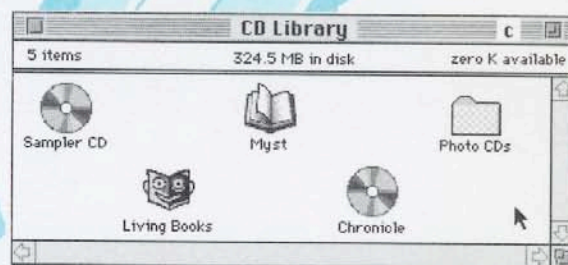 CD Library c
5 items 324.5 MB in disk zero K available
Sampler CD Myst Photo CDs
Living Books Chronicle